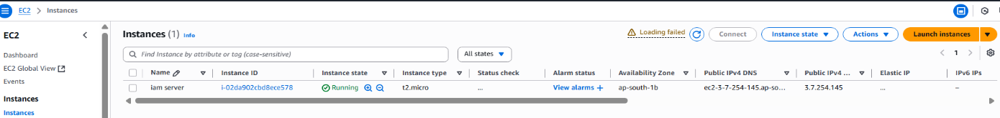 EC2 > Instances
EC2
Dashboard
EC2 Global View
Events
Instances
Instances
Instances (1) Info
Loading failed
Connect
Instance state
Actions
Launch instances
Find Instance by attribute or tag (case-sensitive)
All states
1
Name Instance ID Instance state Instance type Status check Alarm status Availability Zone Public IPv4 DNS Public IPv4 ... Elastic IP IPv6 IPs
iam server i-02da902cbd8ece578 Running t2.micro ... View alarms + ap-south-1b ec2-3-7-254-145.ap-so... 3.7.254.145 ... –